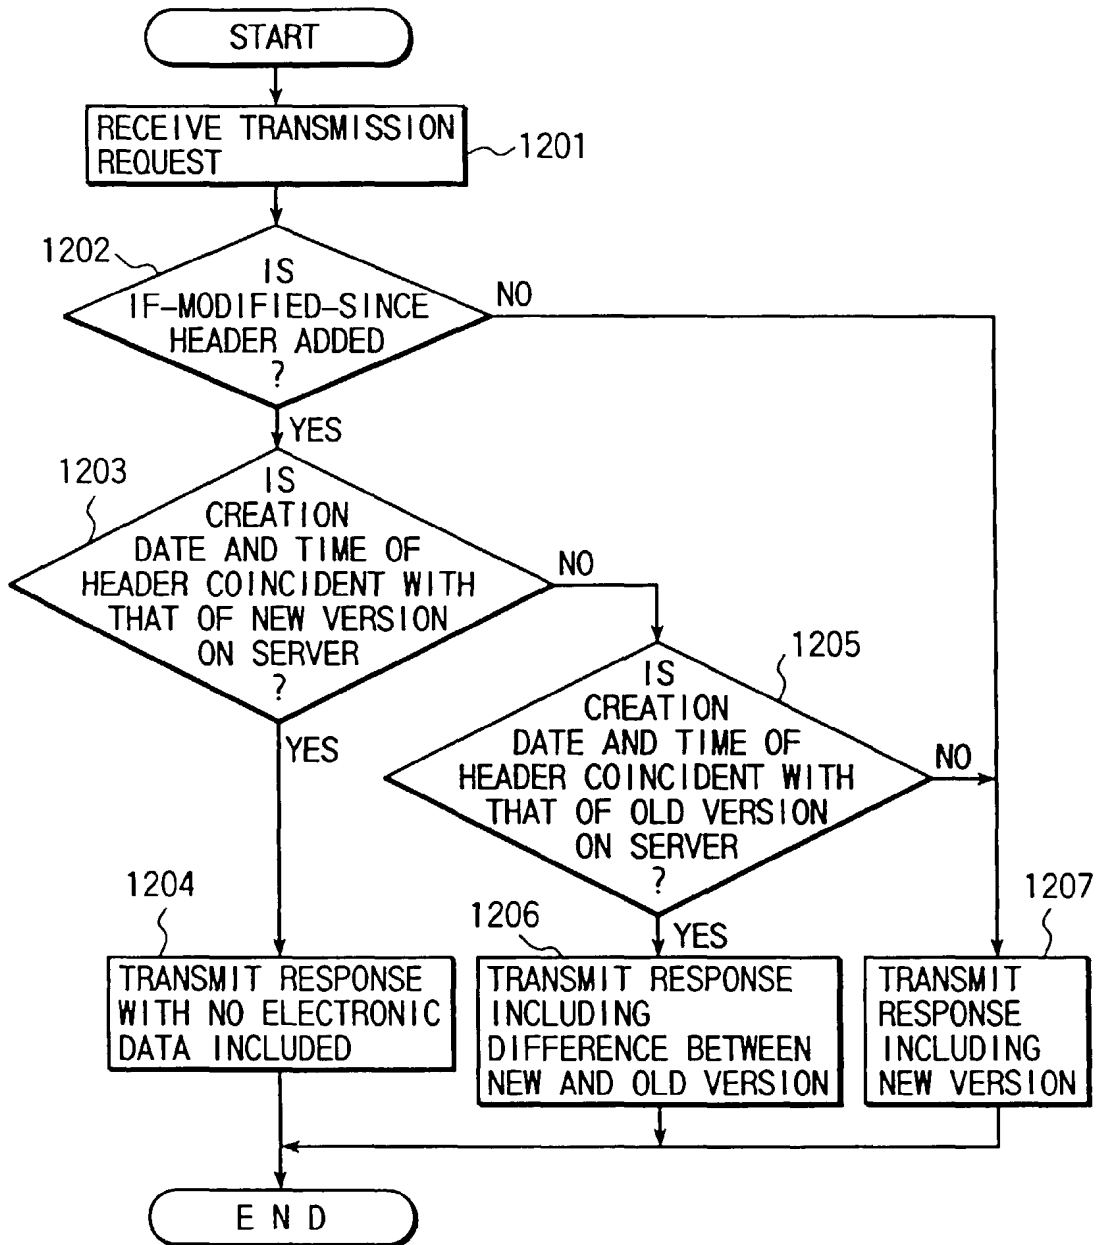 START
RECEIVE TRANSMISSION
REQUEST
1201
1202
IS
IF-MODIFIED-SINCE
HEADER ADDED
?
NO
YES
1203
IS
CREATION
DATE AND TIME OF
HEADER COINCIDENT WITH
THAT OF NEW VERSION
ON SERVER
?
NO
YES
1205
IS
CREATION
DATE AND TIME OF
HEADER COINCIDENT WITH
THAT OF OLD VERSION
ON SERVER
?
NO
YES
1204
TRANSMIT RESPONSE
WITH NO ELECTRONIC
DATA INCLUDED
1206
TRANSMIT RESPONSE
INCLUDING
DIFFERENCE BETWEEN
NEW AND OLD VERSION
1207
TRANSMIT
RESPONSE
INCLUDING
NEW VERSION
END